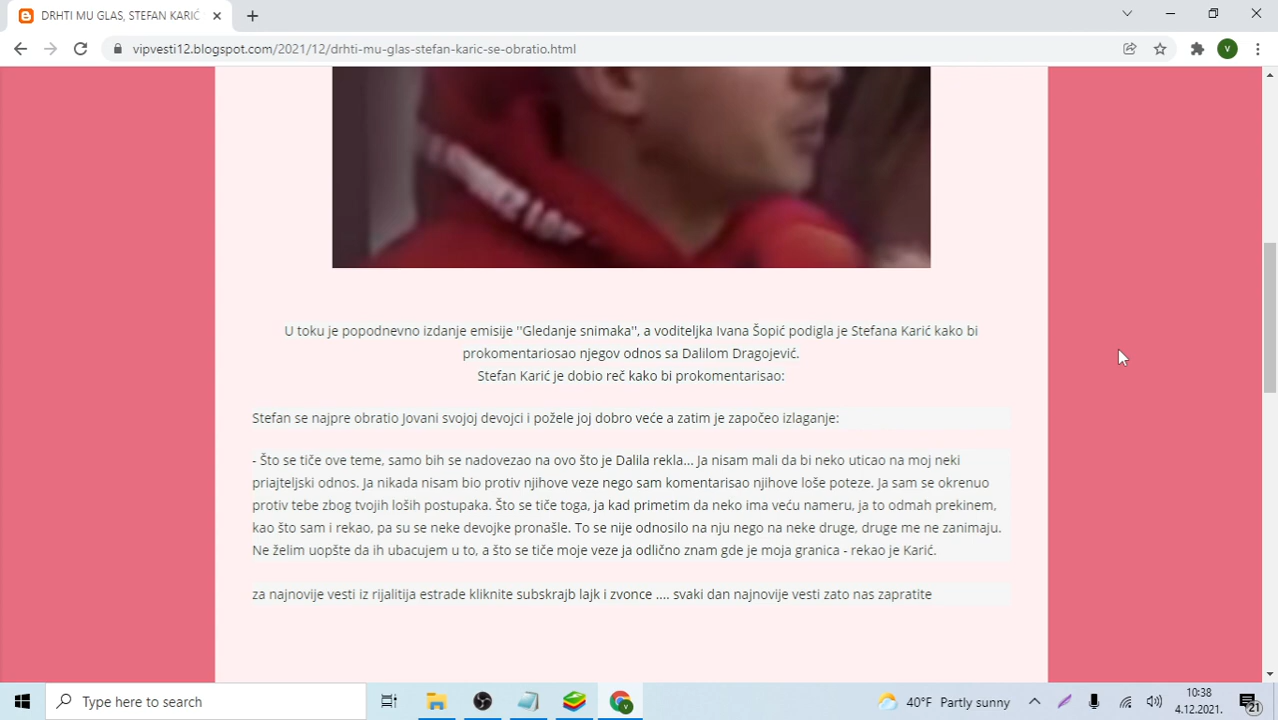 DRHTI MU GLAS, STEFAN KARIĆ
vipvesti12.blogspot.com/2021/12/drhti-mu-glas-stefan-karic-se-obratio.html
V
U toku je popodnevno izdanje emisije ''Gledanje snimaka'', a voditeljka Ivana Šopić podigla je Stefana Karić kako bi
prokomentariosao njegov odnos sa Dalilom Dragojević.
Stefan Karić je dobio reč kako bi prokomentarisao:
Stefan se najpre obratio Jovani svojoj devojci i požele joj dobro veće a zatim je započeo izlaganje:
- Što se tiče ove teme, samo bih se nadovezao na ovo što je Dalila rekla... Ja nisam mali da bi neko uticao na moj neki
priajteljski odnos. Ja nikada nisam bio protiv njihove veze nego sam komentarisao njihove loše poteze. Ja sam se okrenuo
protiv tebe zbog tvojih loših postupaka. Što se tiče toga, ja kad primetim da neko ima veću nameru, ja to odmah prekinem,
kao što sam i rekao, pa su se neke devojke pronašle. To se nije odnosilo na nju nego na neke druge, druge me ne zanimaju.
Ne želim uopšte da ih ubacujem u to, a što se tiče moje veze ja odlično znam gde je moja granica - rekao je Karić.
za najnovije vesti iz rijalitija estrade kliknite subskrajb lajk i zvonce .... svaki dan najnovije vesti zato nas zapratite
Type here to search
40°F Partly sunny
10:38
4.12.2021.
21